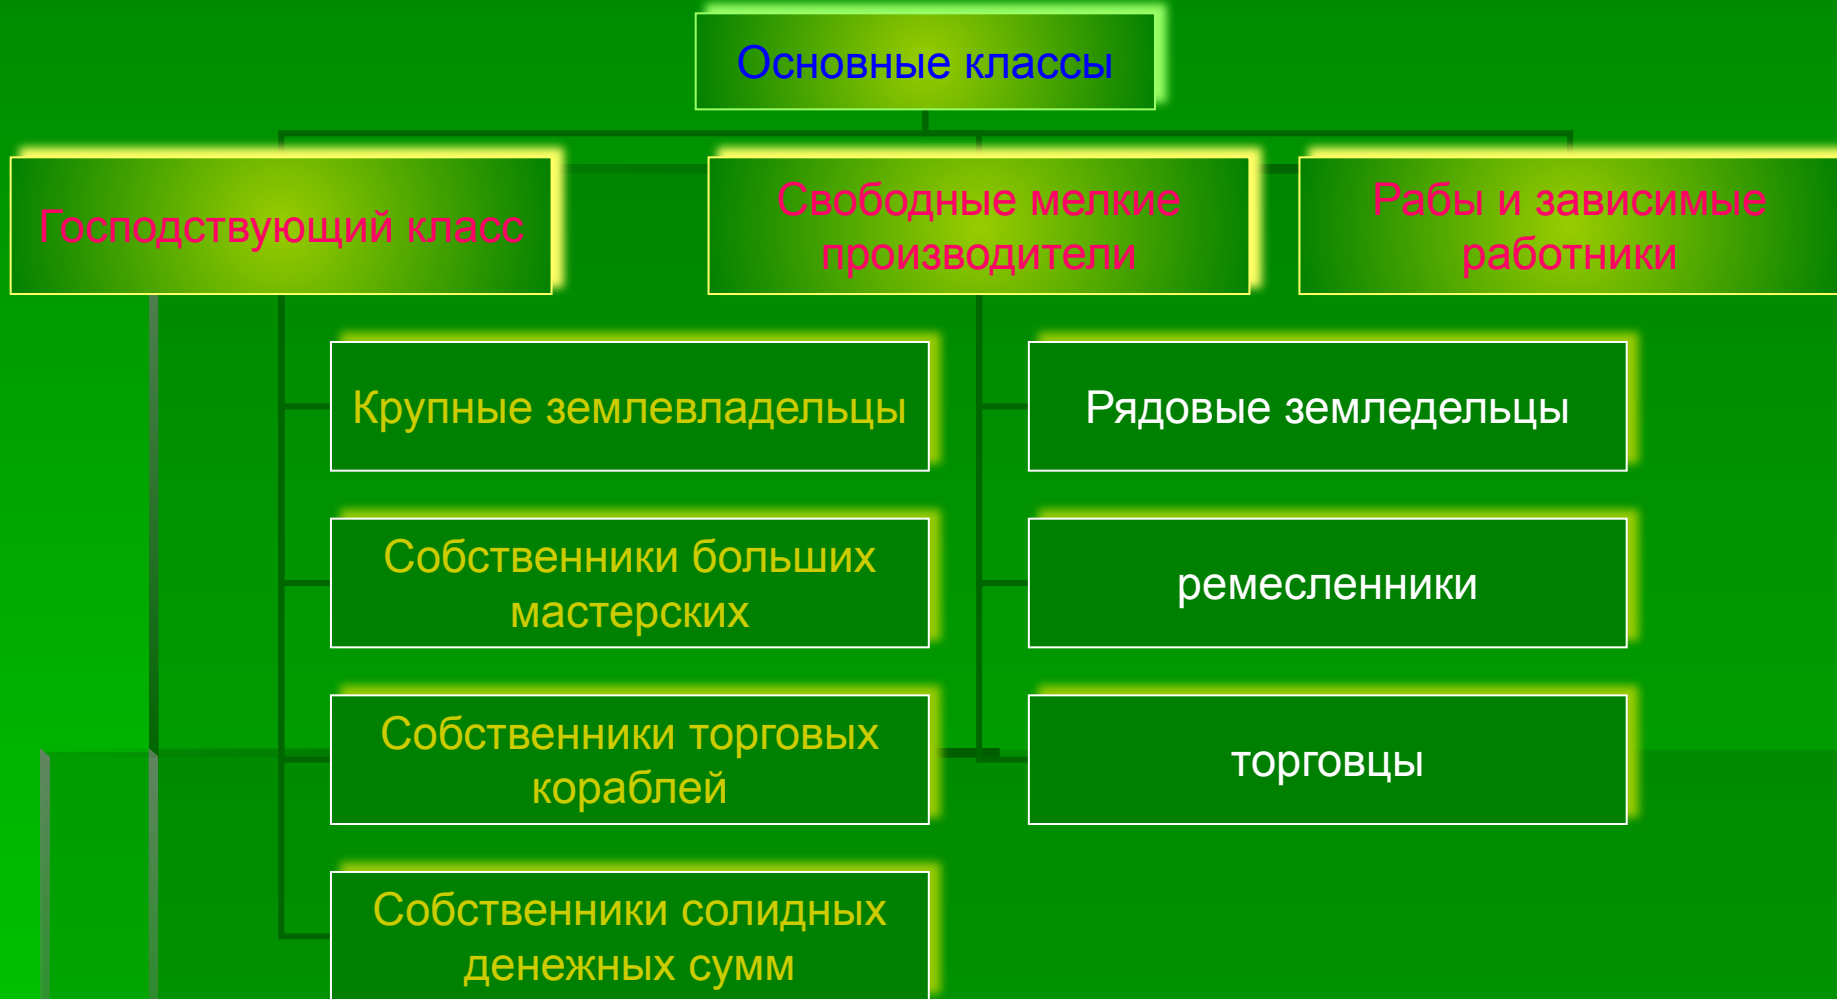 Основные классы
Господствующий класс
Свободные мелкие
производители
Рабы и зависимые
работники
Крупные землевладельцы
Собственники больших
мастерских
Собственники торговых
кораблей
Собственники солидных
денежных сумм
Рядовые земледельцы
ремесленники
торговцы